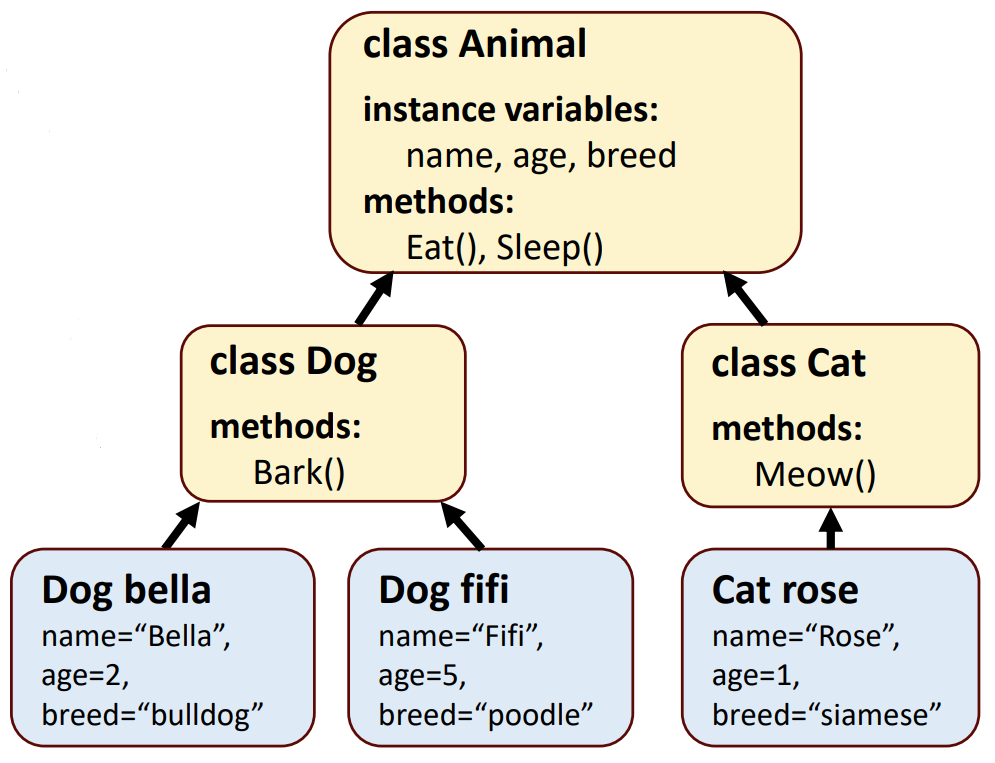 class Animal
instance variables:
name, age, breed
methods:
Eat(), Sleep()
class Dog
methods:
Bark()
class Cat
methods:
Meow()
Dog bella
name=“Bella”,
age=2,
breed=“bulldog”
Dog fifi
name=“Fifi”,
age=5,
breed=“poodle”
Cat rose
name=“Rose”,
age=1,
breed=“siamese”